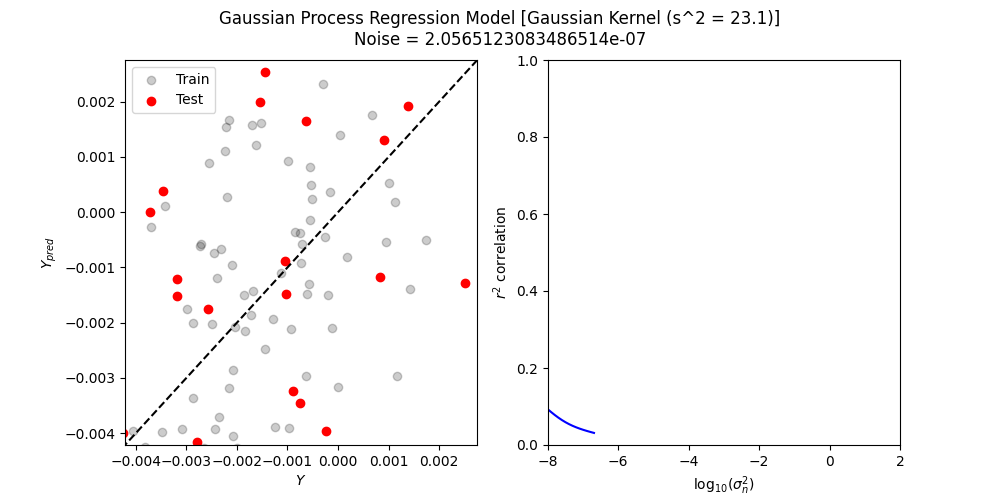 Gaussian Process Regression Model [Gaussian Kernel (s^2 = 23.1)]
Noise = 2.0565123083486514e-07
Train
Test
0.002
0.001
0.000
−0.001
−0.002
−0.003
−0.004
Y_pred
−0.004 −0.003 −0.002 −0.001 0.000 0.001 0.002
Y
1.0
0.8
0.6
0.4
0.2
0.0
r² correlation
−8 −6 −4 −2 0 2
log₁₀(σₙ²)